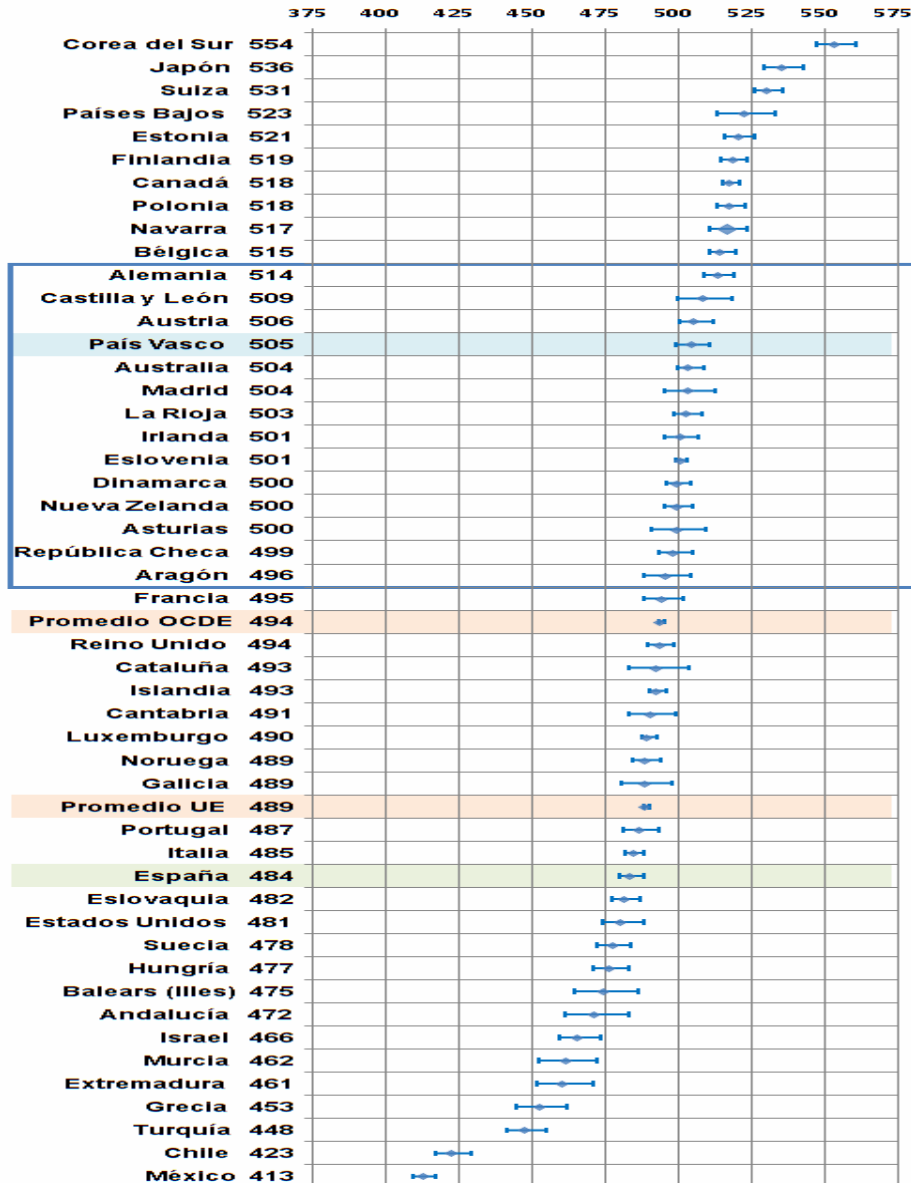 375 400 425 450 475 500 525 550 575
Corea del Sur 554
Japón 536
Suiza 531
Países Bajos 523
Estonia 521
Finlandia 519
Canadá 518
Polonia 518
Navarra 517
Bélgica 515
Alemania 514
Castilla y León 509
Austria 506
País Vasco 505
Australia 504
Madrid 504
La Rioja 503
Irlanda 501
Eslovenia 501
Dinamarca 500
Nueva Zelanda 500
Asturias 500
República Checa 499
Aragón 496
Francia 495
Promedio OCDE 494
Reino Unido 494
Cataluña 493
Islandia 493
Cantabria 491
Luxemburgo 490
Noruega 489
Galicia 489
Promedio UE 489
Portugal 487
Italia 485
España 484
Eslovaquia 482
Estados Unidos 481
Suecia 478
Hungría 477
Balears (Illes) 475
Andalucía 472
Israel 466
Murcia 462
Extremadura 461
Grecia 453
Turquía 448
Chile 423
México 413